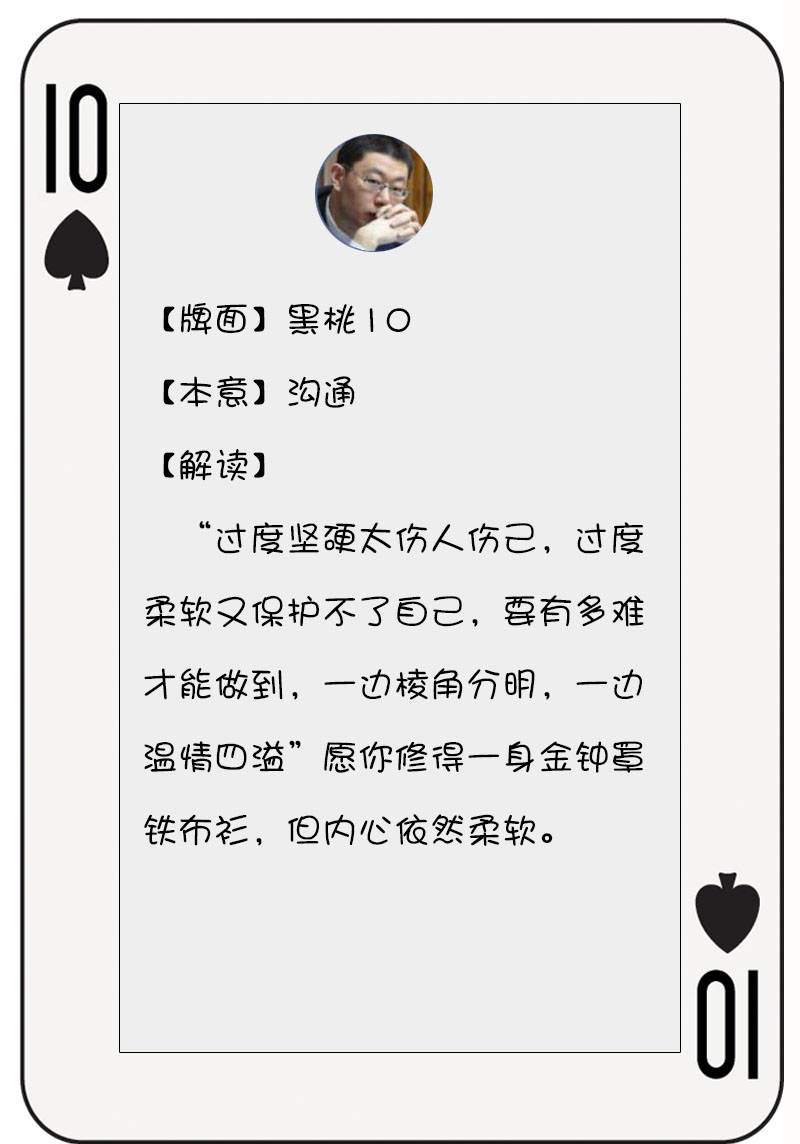 10
【牌面】黑桃10
【本意】沟通
【解读】
“过度坚硬太伤人伤己，过度
柔软又保护不了自己，要有多难
才能做到，一边棱角分明，一边
温情四溢”愿你修得一身金钟罩
铁布衫，但内心依然柔软。
10